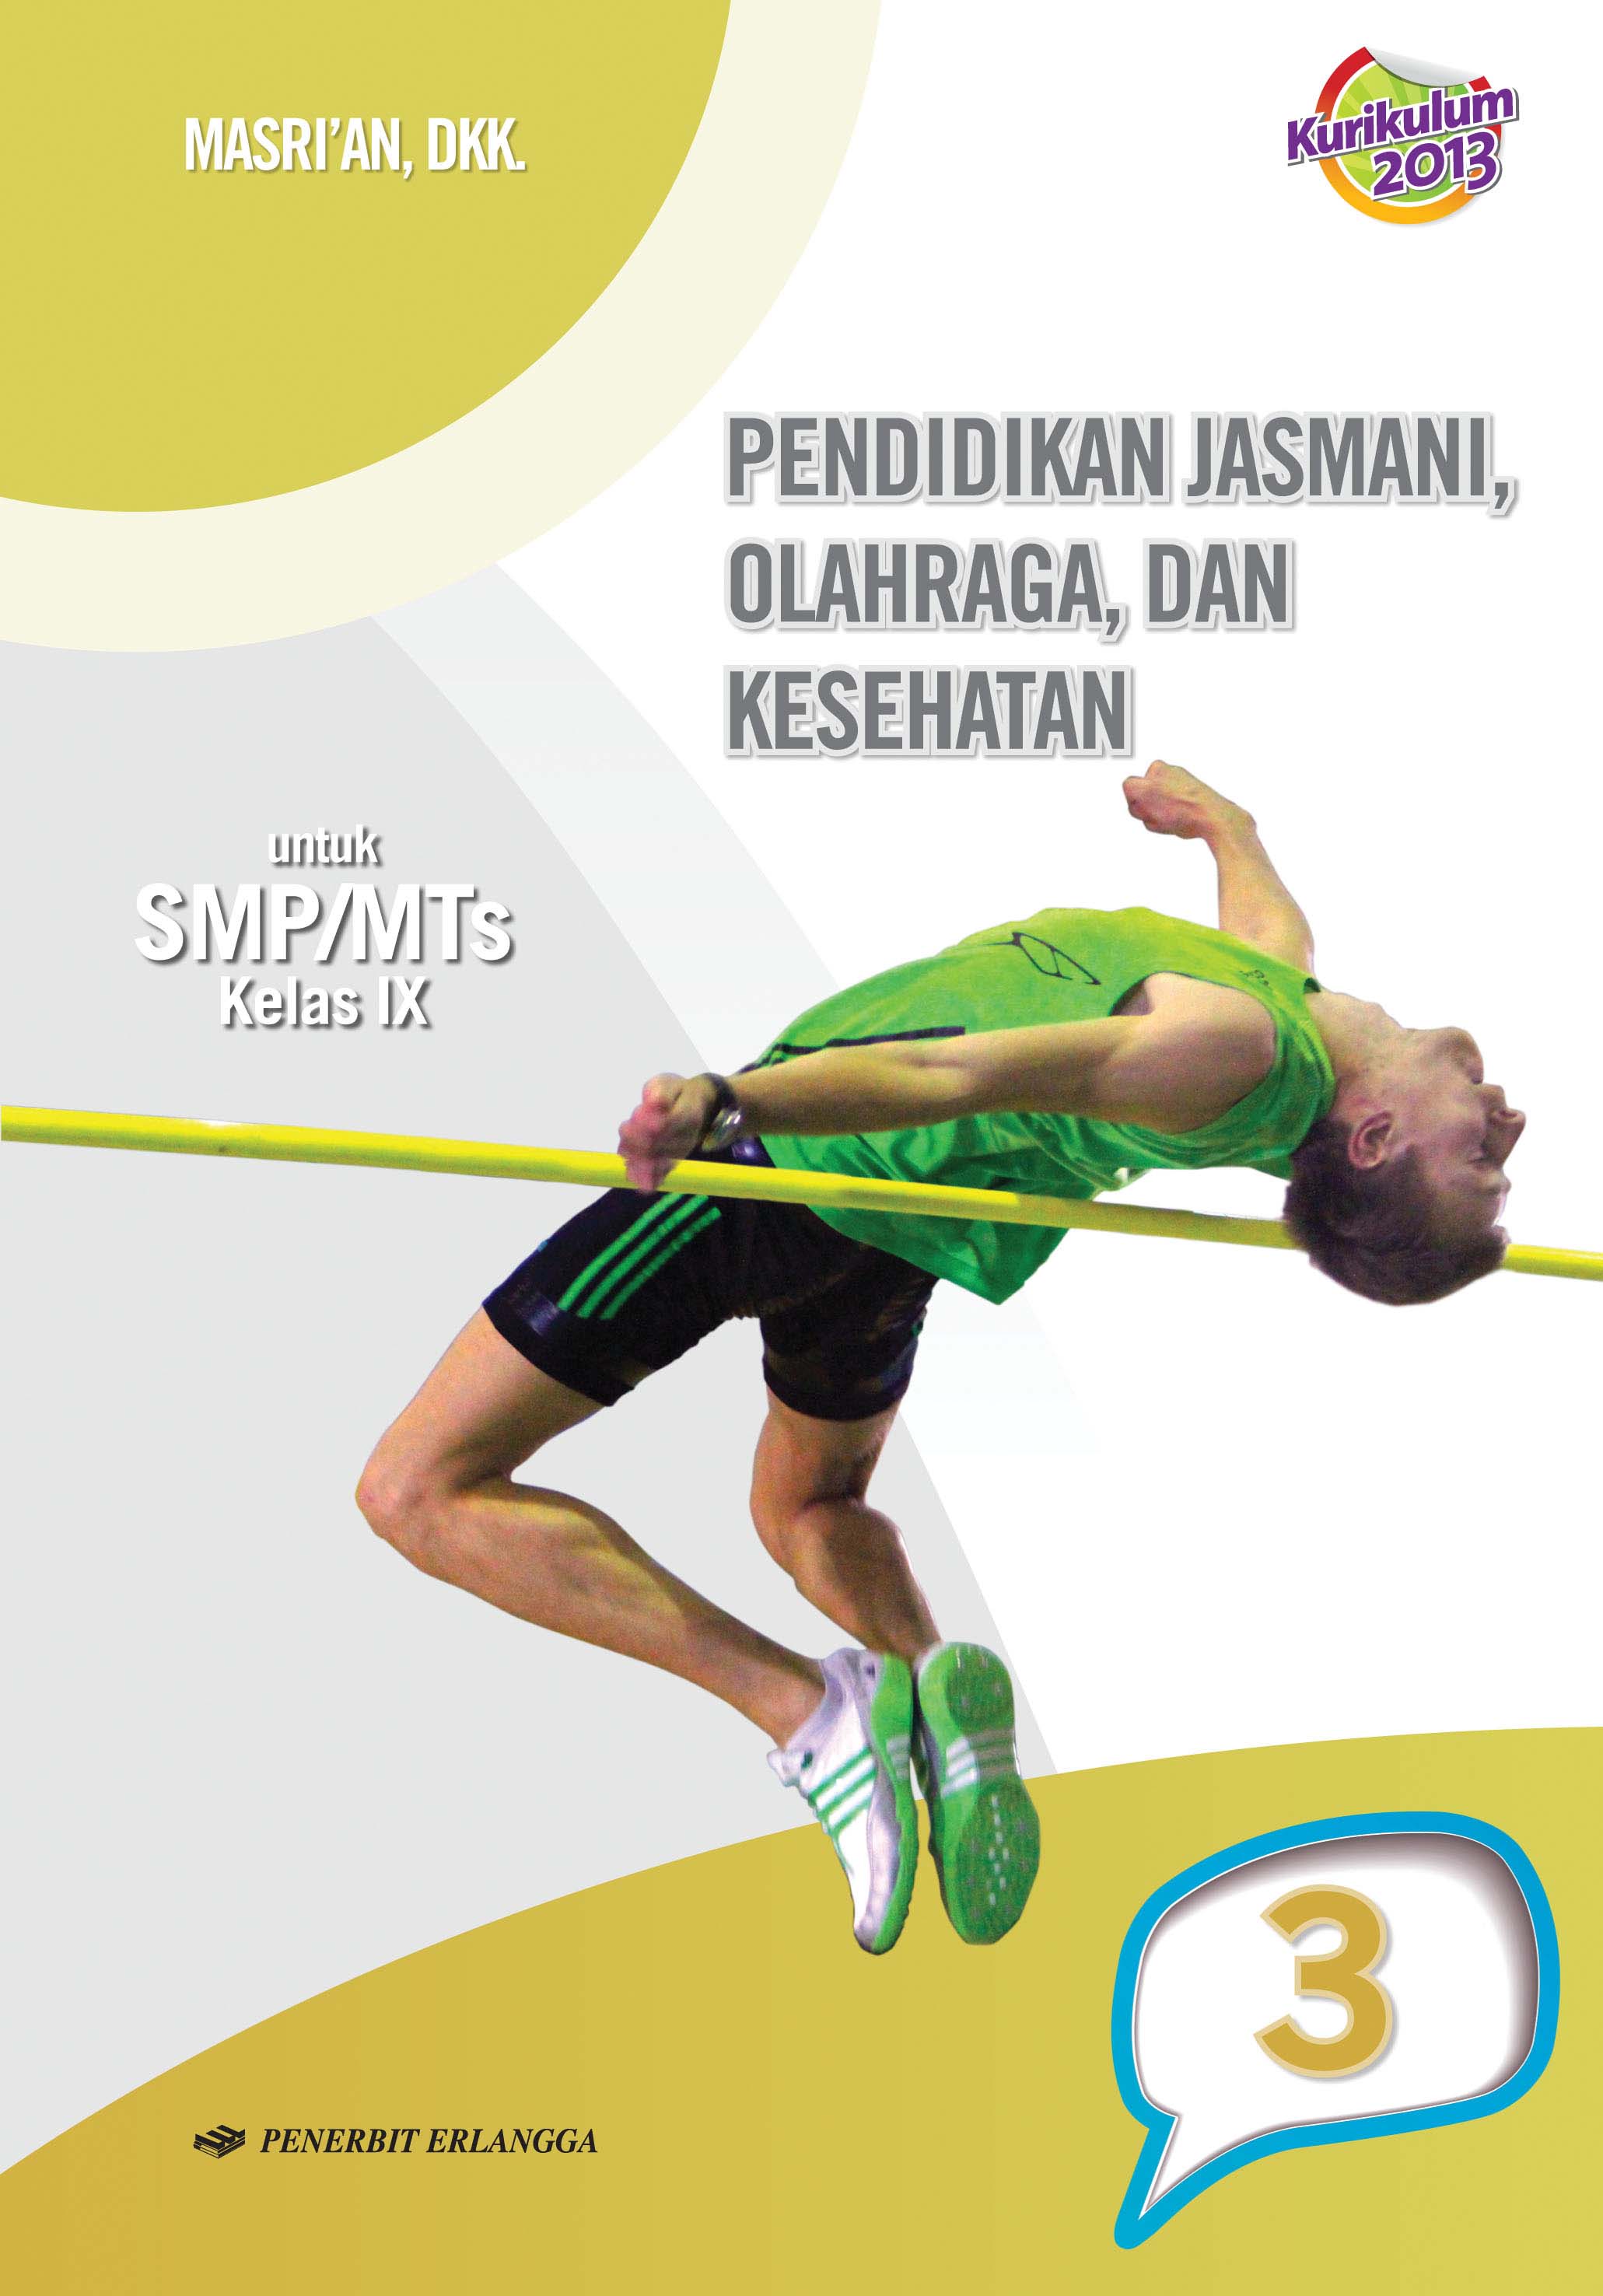 MASRI'AN, DKK.
Kurikulum
2013
PENDIDIKAN JASMANI,
OLAHRAGA, DAN
KESEHATAN
untuk
SMP/MTs
Kelas IX
3
PENERBIT ERLANGGA